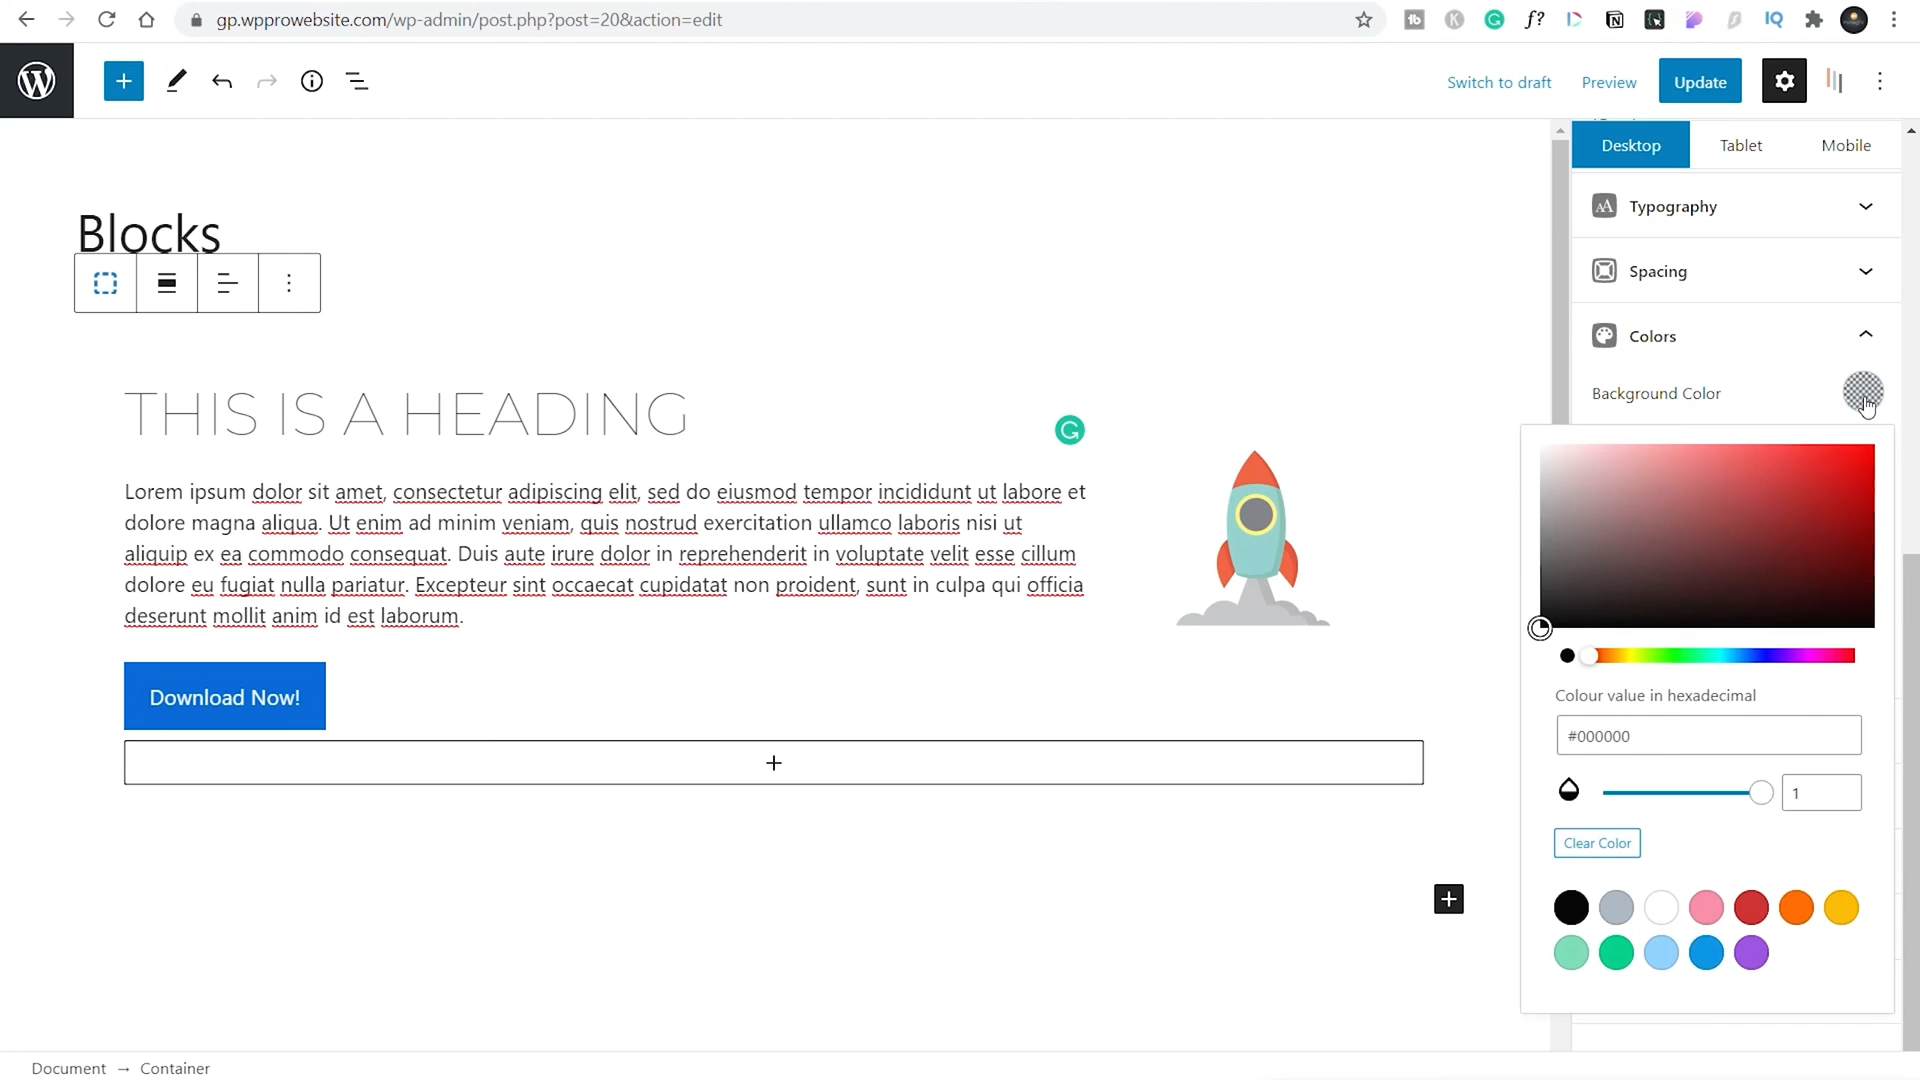 gp.wpprowebsite.com/wp-admin/post.php?post=20&action=edit
Switch to draft
Preview
Update
Desktop
Tablet
Mobile
Blocks
Typography
Spacing
Colors
Background Color
THIS IS A HEADING
Lorem ipsum dolor sit amet, consectetur adipiscing elit, sed do eiusmod tempor incididunt ut labore et
dolore magna aliqua. Ut enim ad minim veniam, quis nostrud exercitation ullamco laboris nisi ut
aliquip ex ea commodo consequat. Duis aute irure dolor in reprehenderit in voluptate velit esse cillum
dolore eu fugiat nulla pariatur. Excepteur sint occaecat cupidatat non proident, sunt in culpa qui officia
deserunt mollit anim id est laborum.
Download Now!
Colour value in hexadecimal
#000000
1
Clear Color
Document → Container